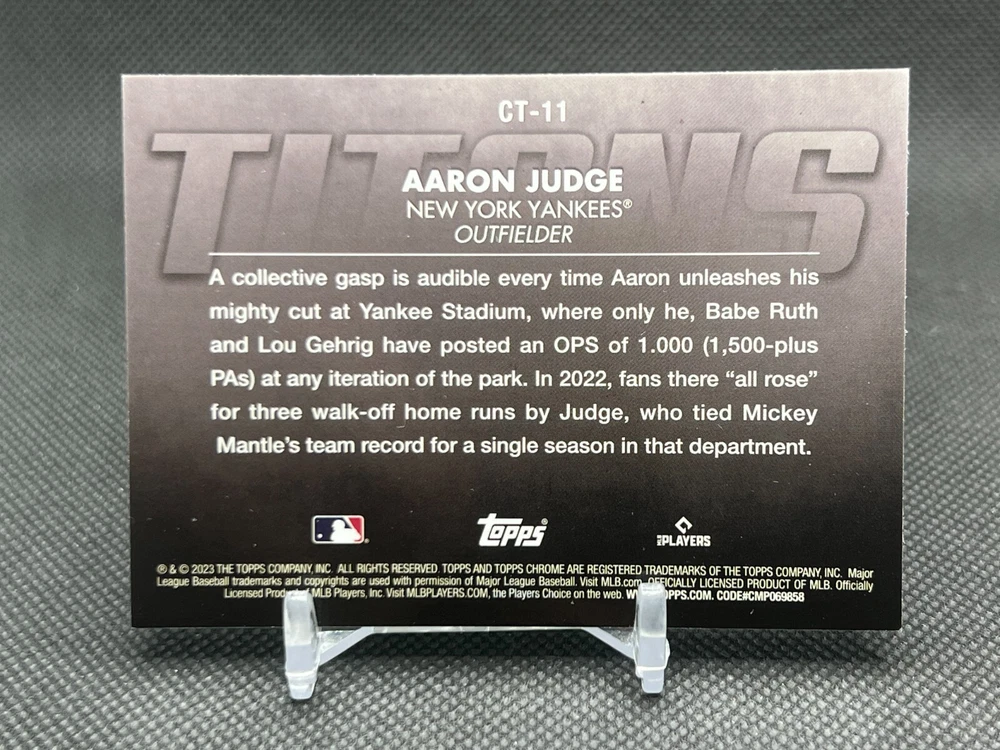 CT-11
TITANS
AARON JUDGE
NEW YORK YANKEES®
OUTFIELDER
A collective gasp is audible every time Aaron unleashes his
mighty cut at Yankee Stadium, where only he, Babe Ruth
and Lou Gehrig have posted an OPS of 1.000 (1,500-plus
PAs) at any iteration of the park. In 2022, fans there “all rose”
for three walk-off home runs by Judge, who tied Mickey
Mantle’s team record for a single season in that department.
topps®
PLAYERS
® & © 2023 THE TOPPS COMPANY, INC. ALL RIGHTS RESERVED. TOPPS AND TOPPS CHROME ARE REGISTERED TRADEMARKS OF THE TOPPS COMPANY, INC. Major
League Baseball trademarks and copyrights are used with permission of Major League Baseball. Visit MLB.com. OFFICIALLY LICENSED PRODUCT OF MLB. Officially
Licensed MLB Players, Inc. Visit MLBPLAYERS.COM, the Players Choice on the web. CODE#CMP069858